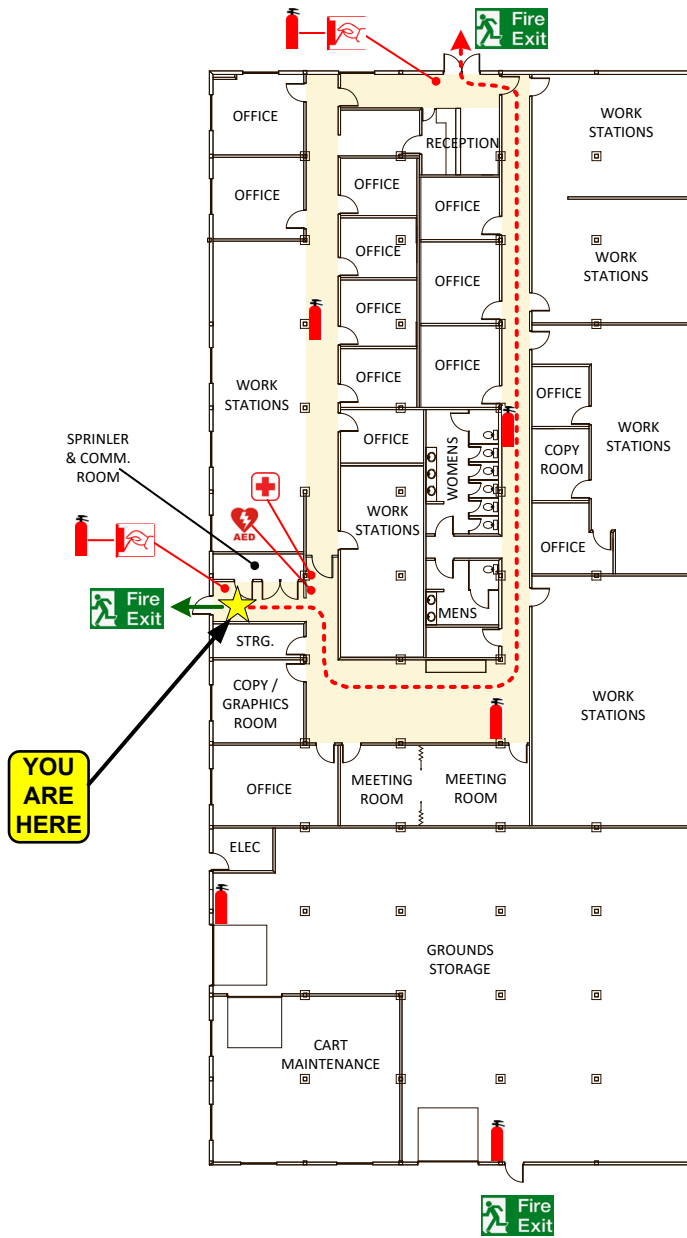 Fire
Exit
OFFICE
WORK
STATIONS
RECEPTION
OFFICE
OFFICE
OFFICE
OFFICE
WORK
STATIONS
OFFICE
OFFICE
OFFICE
OFFICE
WORK
STATIONS
OFFICE
OFFICE
WORK
STATIONS
SPRINLER
& COMM.
ROOM
OFFICE
WOMENS
COPY
ROOM
WORK
STATIONS
AED
OFFICE
Fire
Exit
MENS
STRG.
COPY /
GRAPHICS
ROOM
WORK
STATIONS
YOU
ARE
HERE
OFFICE
MEETING
ROOM
MEETING
ROOM
ELEC
GROUNDS
STORAGE
CART
MAINTENANCE
Fire
Exit